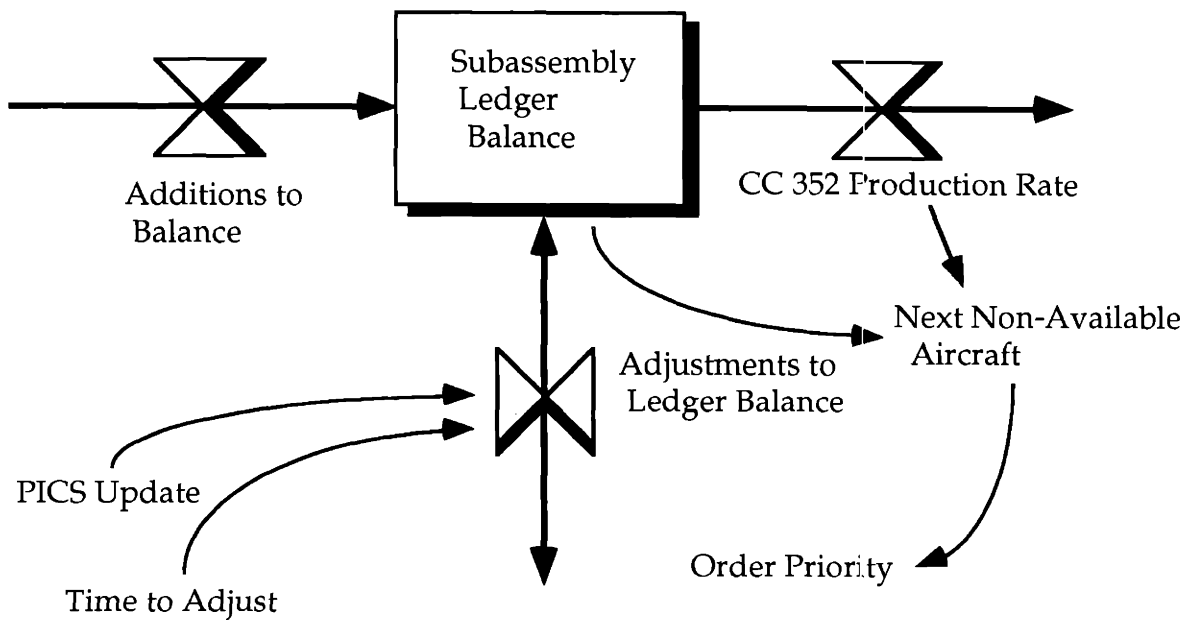 Subassembly
Ledger
Balance
Additions to
Balance
CC 352 Production Rate
Next Non-Available
Aircraft
Adjustments to
Ledger Balance
PICS Update
Order Priority
Time to Adjust